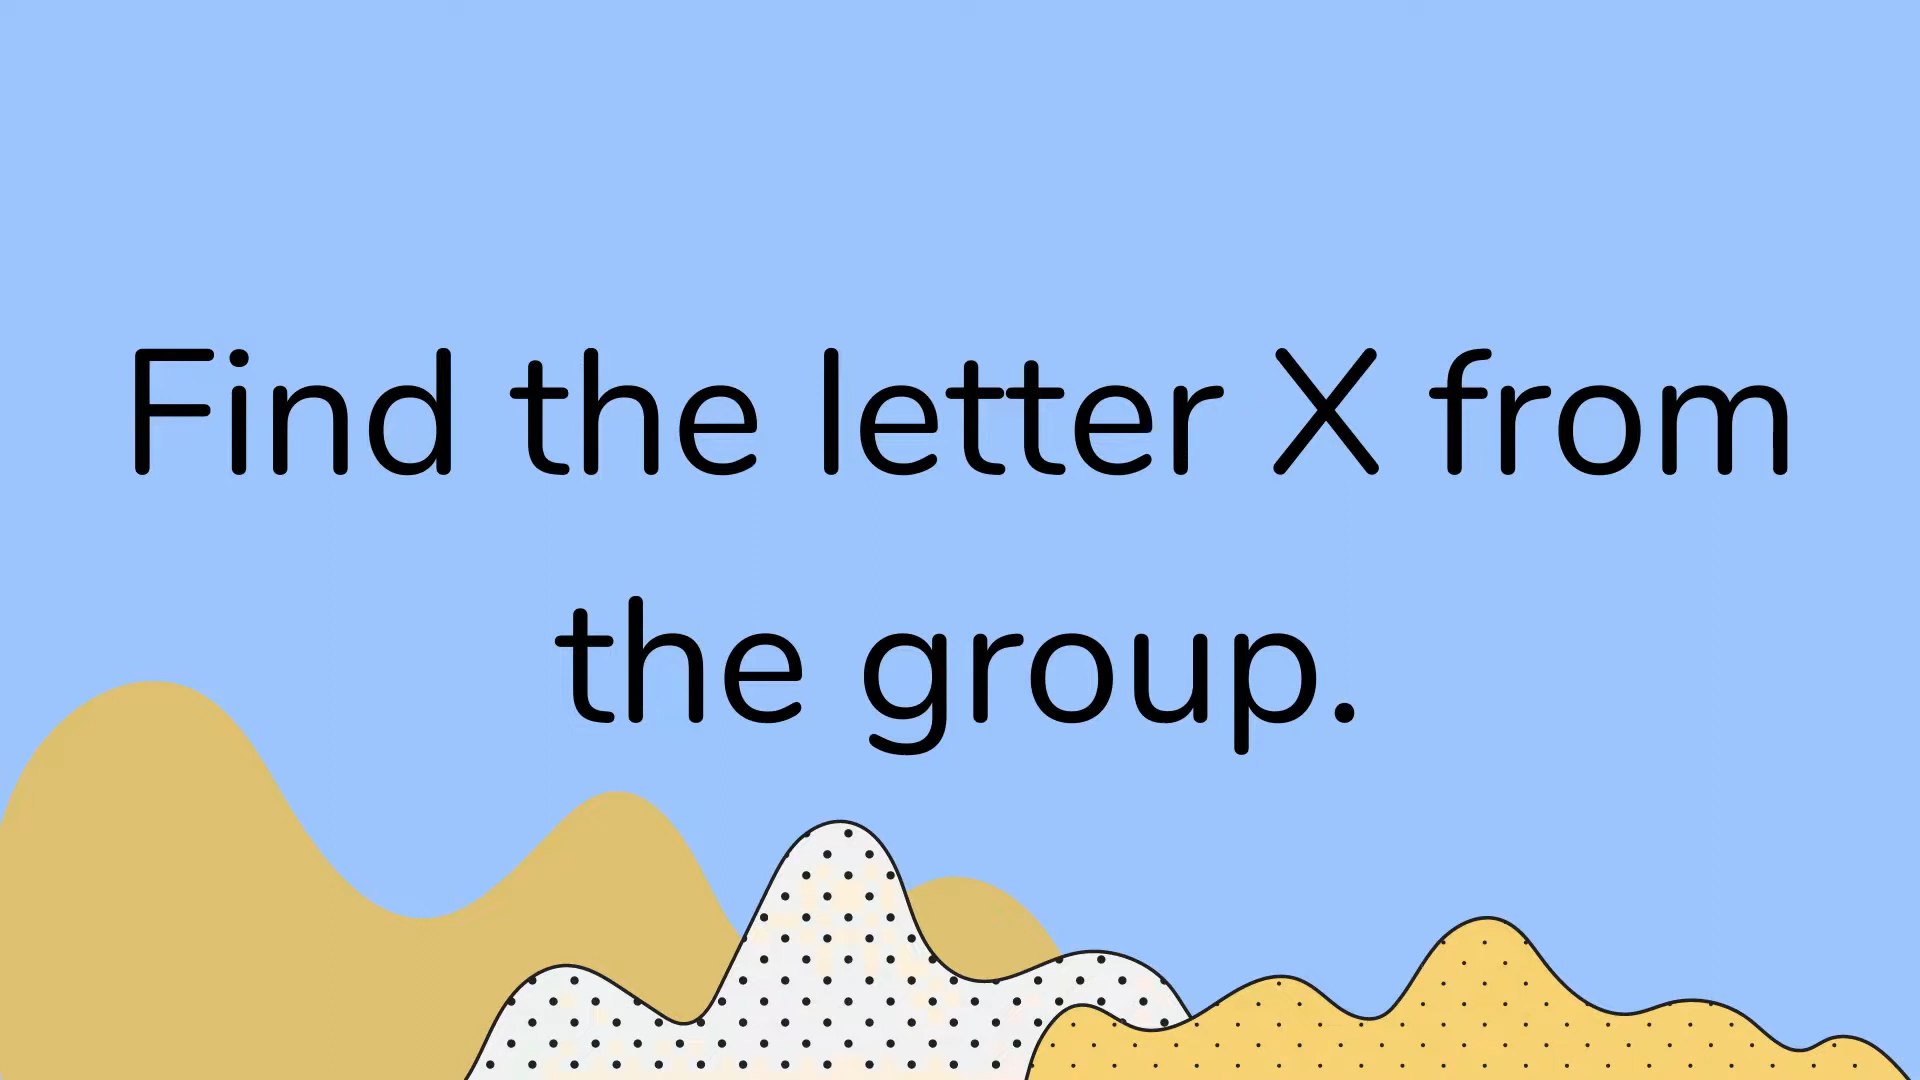 Find the letter X from
the group.